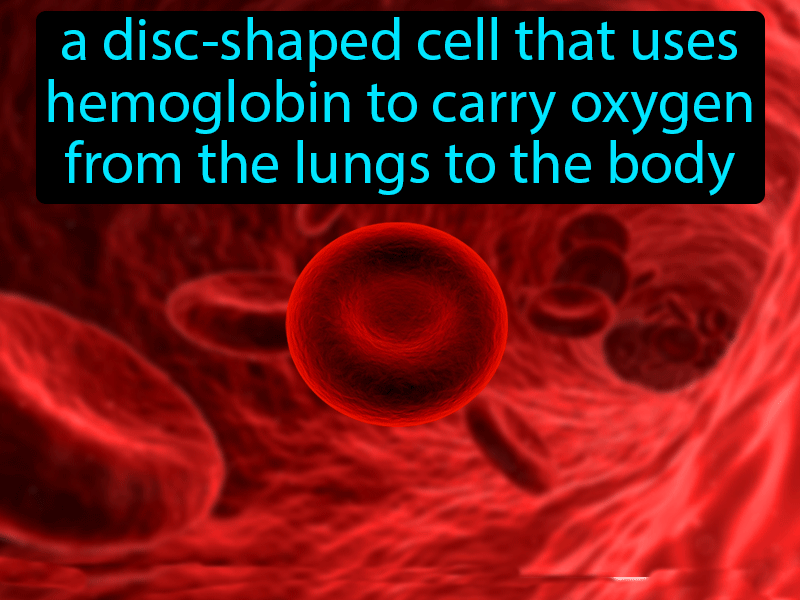 a disc-shaped cell that uses
hemoglobin to carry oxygen
from the lungs to the body